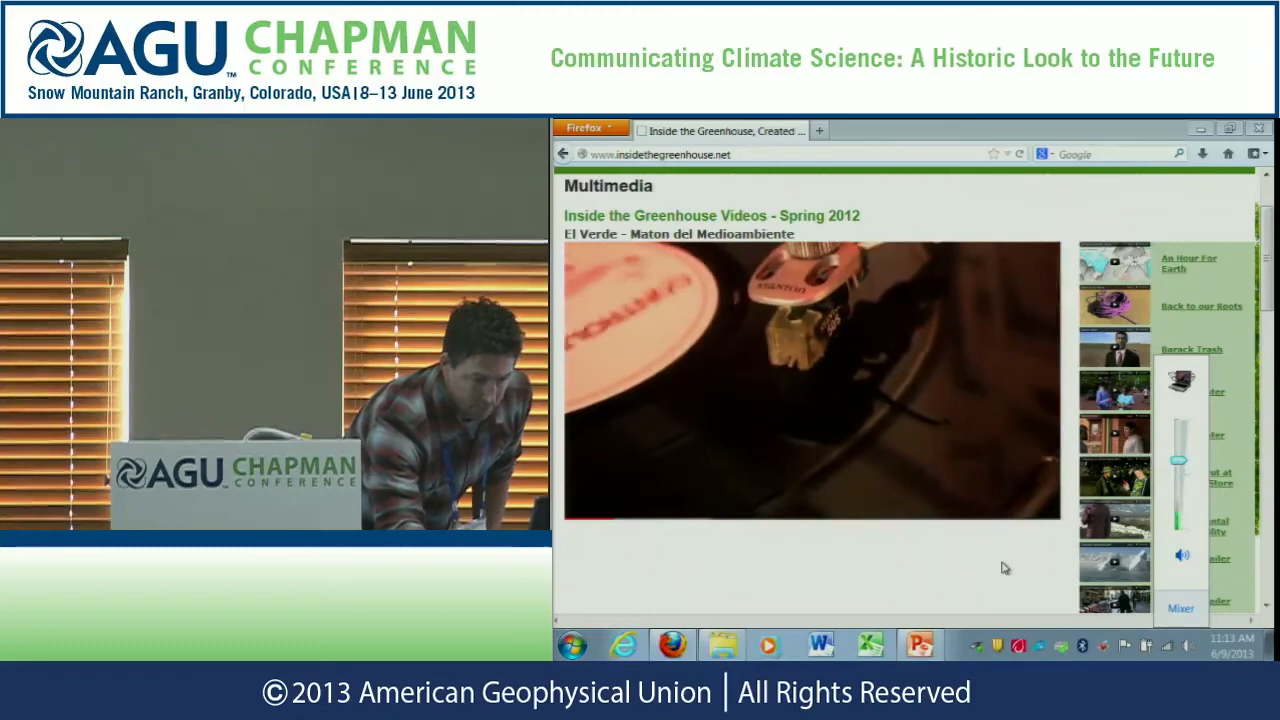 AGU CHAPMAN
CONFERENCE
Snow Mountain Ranch, Granby, Colorado, USA|8–13 June 2013
Communicating Climate Science: A Historic Look to the Future
Firefox
Inside the Greenhouse, Created ...
www.insidethegreenhouse.net
Google
Multimedia
Inside the Greenhouse Videos - Spring 2012
El Verde - Maton del Medioambiente
STANTON
An Hour For
Earth
Back to our Roots
Barack Trash
Mixer
AGU CHAPMAN
CONFERENCE
11:13 AM
6/9/2013
©2013 American Geophysical Union | All Rights Reserved